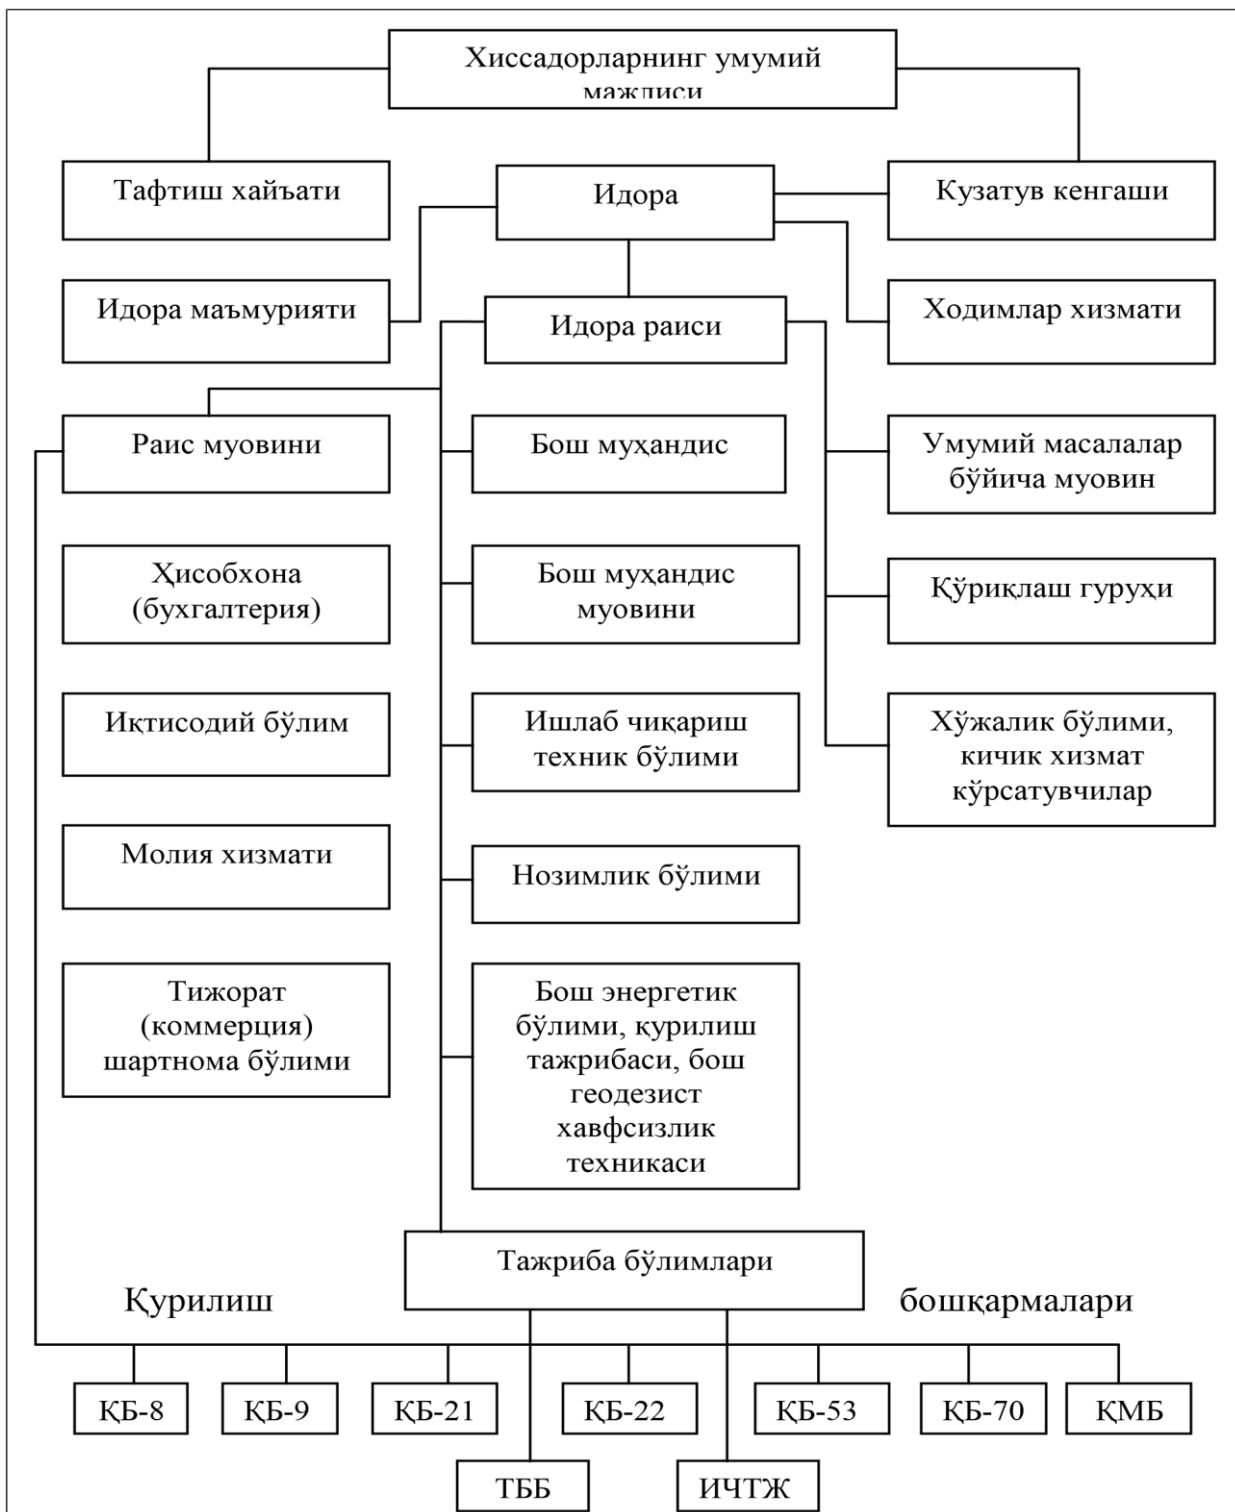 Хиссадорларнинг умумий
мажлиси
Тафтиш хайъати
Идора
Кузатув кенгаши
Идора маъмурияти
Идора раиси
Ходимлар хизмати
Раис муовини
Бош муҳандис
Умумий масалалар
бўйича муовин
Ҳисобхона
(бухгалтерия)
Бош муҳандис
муовини
Қўриқлаш гуруҳи
Иқтисодий бўлим
Ишлаб чиқариш
техник бўлими
Хўжалик бўлими,
кичик хизмат
кўрсатувчилар
Молия хизмати
Нозимлик бўлими
Тижорат
(коммерция)
шартнома бўлими
Бош энергетик
бўлими, қурилиш
тажрибаси, бош
геодезист
хавфсизлик
техникаси
Тажриба бўлимлари
Қурилиш
бошқармалари
ҚБ-8
ҚБ-9
ҚБ-21
ҚБ-22
ҚБ-53
ҚБ-70
ҚМБ
ТББ
ИЧТЖ